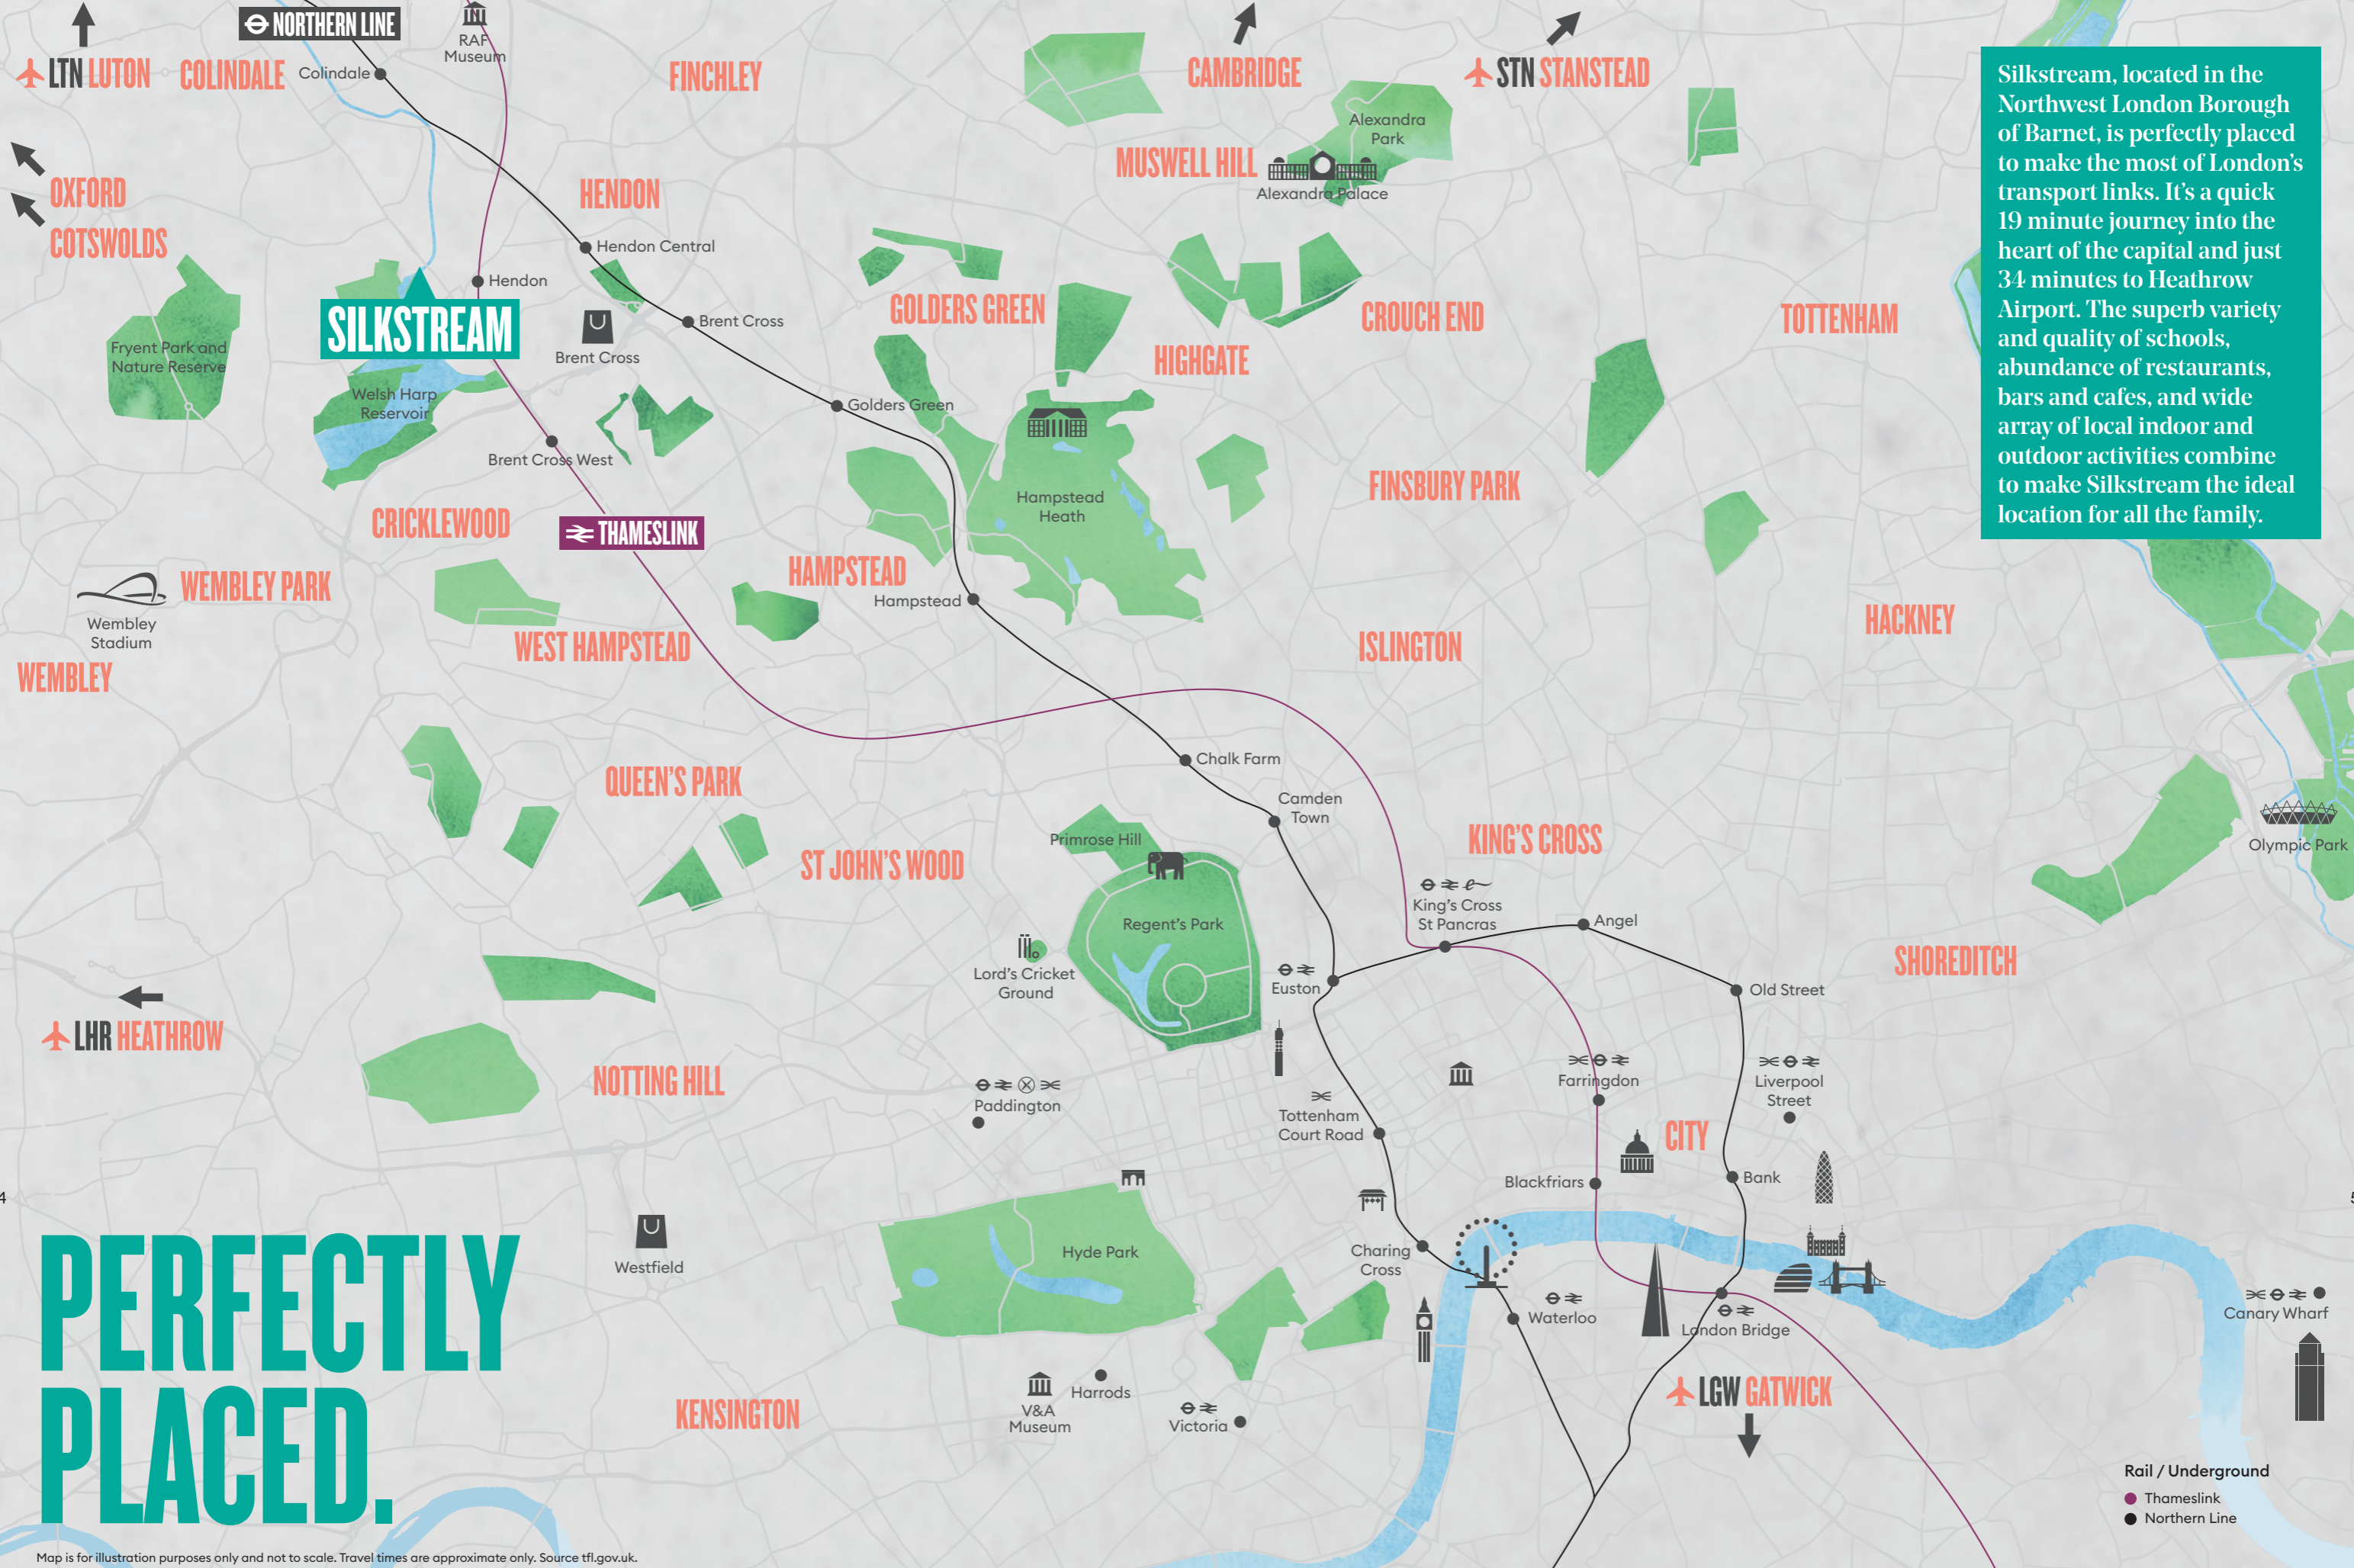 NORTHERN LINE
RAF
Museum
LTN LUTON
COLINDALE
Colindale
FINCHLEY
CAMBRIDGE
STN STANSTEAD
Alexandra
Park
MUSWELL HILL
Alexandra Palace
OXFORD
COTSWOLDS
HENDON
Hendon Central
Hendon
SILKSTREAM
Fryent Park and
Nature Reserve
Welsh Harp
Reservoir
Brent Cross
Brent Cross
GOLDERS GREEN
Golders Green
CROUCH END
HIGHGATE
TOTTENHAM
Silkstream, located in the
Northwest London Borough
of Barnet, is perfectly placed
to make the most of London’s
transport links. It’s a quick
19 minute journey into the
heart of the capital and just
34 minutes to Heathrow
Airport. The superb variety
and quality of schools,
abundance of restaurants,
bars and cafes, and wide
array of local indoor and
outdoor activities combine
to make Silkstream the ideal
location for all the family.
Brent Cross West
CRICKLEWOOD
THAMESLINK
Hampstead
Heath
FINSBURY PARK
HAMPSTEAD
Hampstead
WEMBLEY PARK
Wembley
Stadium
WEMBLEY
WEST HAMPSTEAD
ISLINGTON
HACKNEY
QUEEN’S PARK
Chalk Farm
Camden
Town
ST JOHN’S WOOD
Primrose Hill
KING’S CROSS
Olympic Park
Regent’s Park
King’s Cross
St Pancras
Angel
SHOREDITCH
Lord’s Cricket
Ground
Euston
Old Street
LHR HEATHROW
NOTTING HILL
Paddington
Tottenham
Court Road
Farringdon
Liverpool
Street
CITY
Blackfriars
Bank
4
5
PERFECTLY
PLACED.
Westfield
Hyde Park
Charing
Cross
Waterloo
London Bridge
Canary Wharf
KENSINGTON
V&A
Museum
Harrods
Victoria
LGW GATWICK
Rail / Underground
Thameslink
Northern Line
Map is for illustration purposes only and not to scale. Travel times are approximate only. Source tfl.gov.uk.